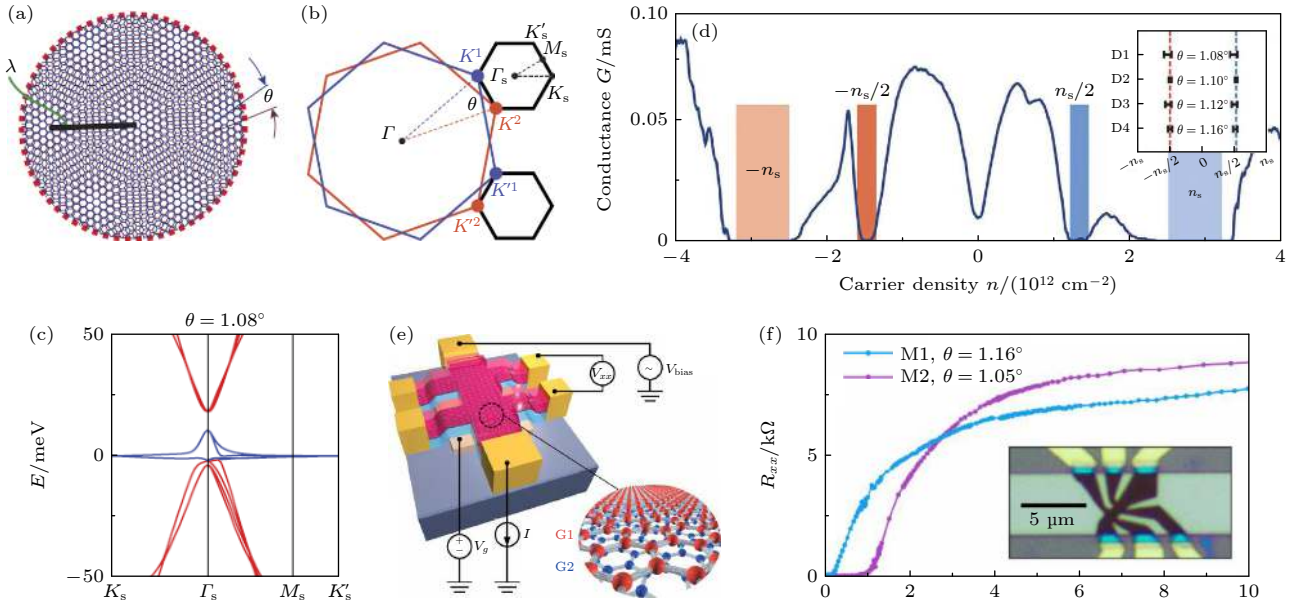 (a)
λ
θ
(b)
K′s
Ms
K1
Γs
Ks
θ
K2
Γ
K′1
K′2
(d)
Conductance G/mS
0.10
0.05
0
−ns
−ns/2
ns/2
ns
−4
−2
0
2
4
Carrier density n/(10¹² cm⁻²)
D1 θ = 1.08°
D2 θ = 1.10°
D3 θ = 1.12°
D4 θ = 1.16°
−ns
−ns/2
0
ns/2
ns
(c)
θ = 1.08°
E/meV
50
0
−50
Ks
Γs
Ms
K′s
(e)
Vxx
~
Vbias
+
−
Vg
I
G1
G2
(f)
Rxx/kΩ
10
5
0
M1, θ = 1.16°
M2, θ = 1.05°
5 µm
0
2
4
6
8
10